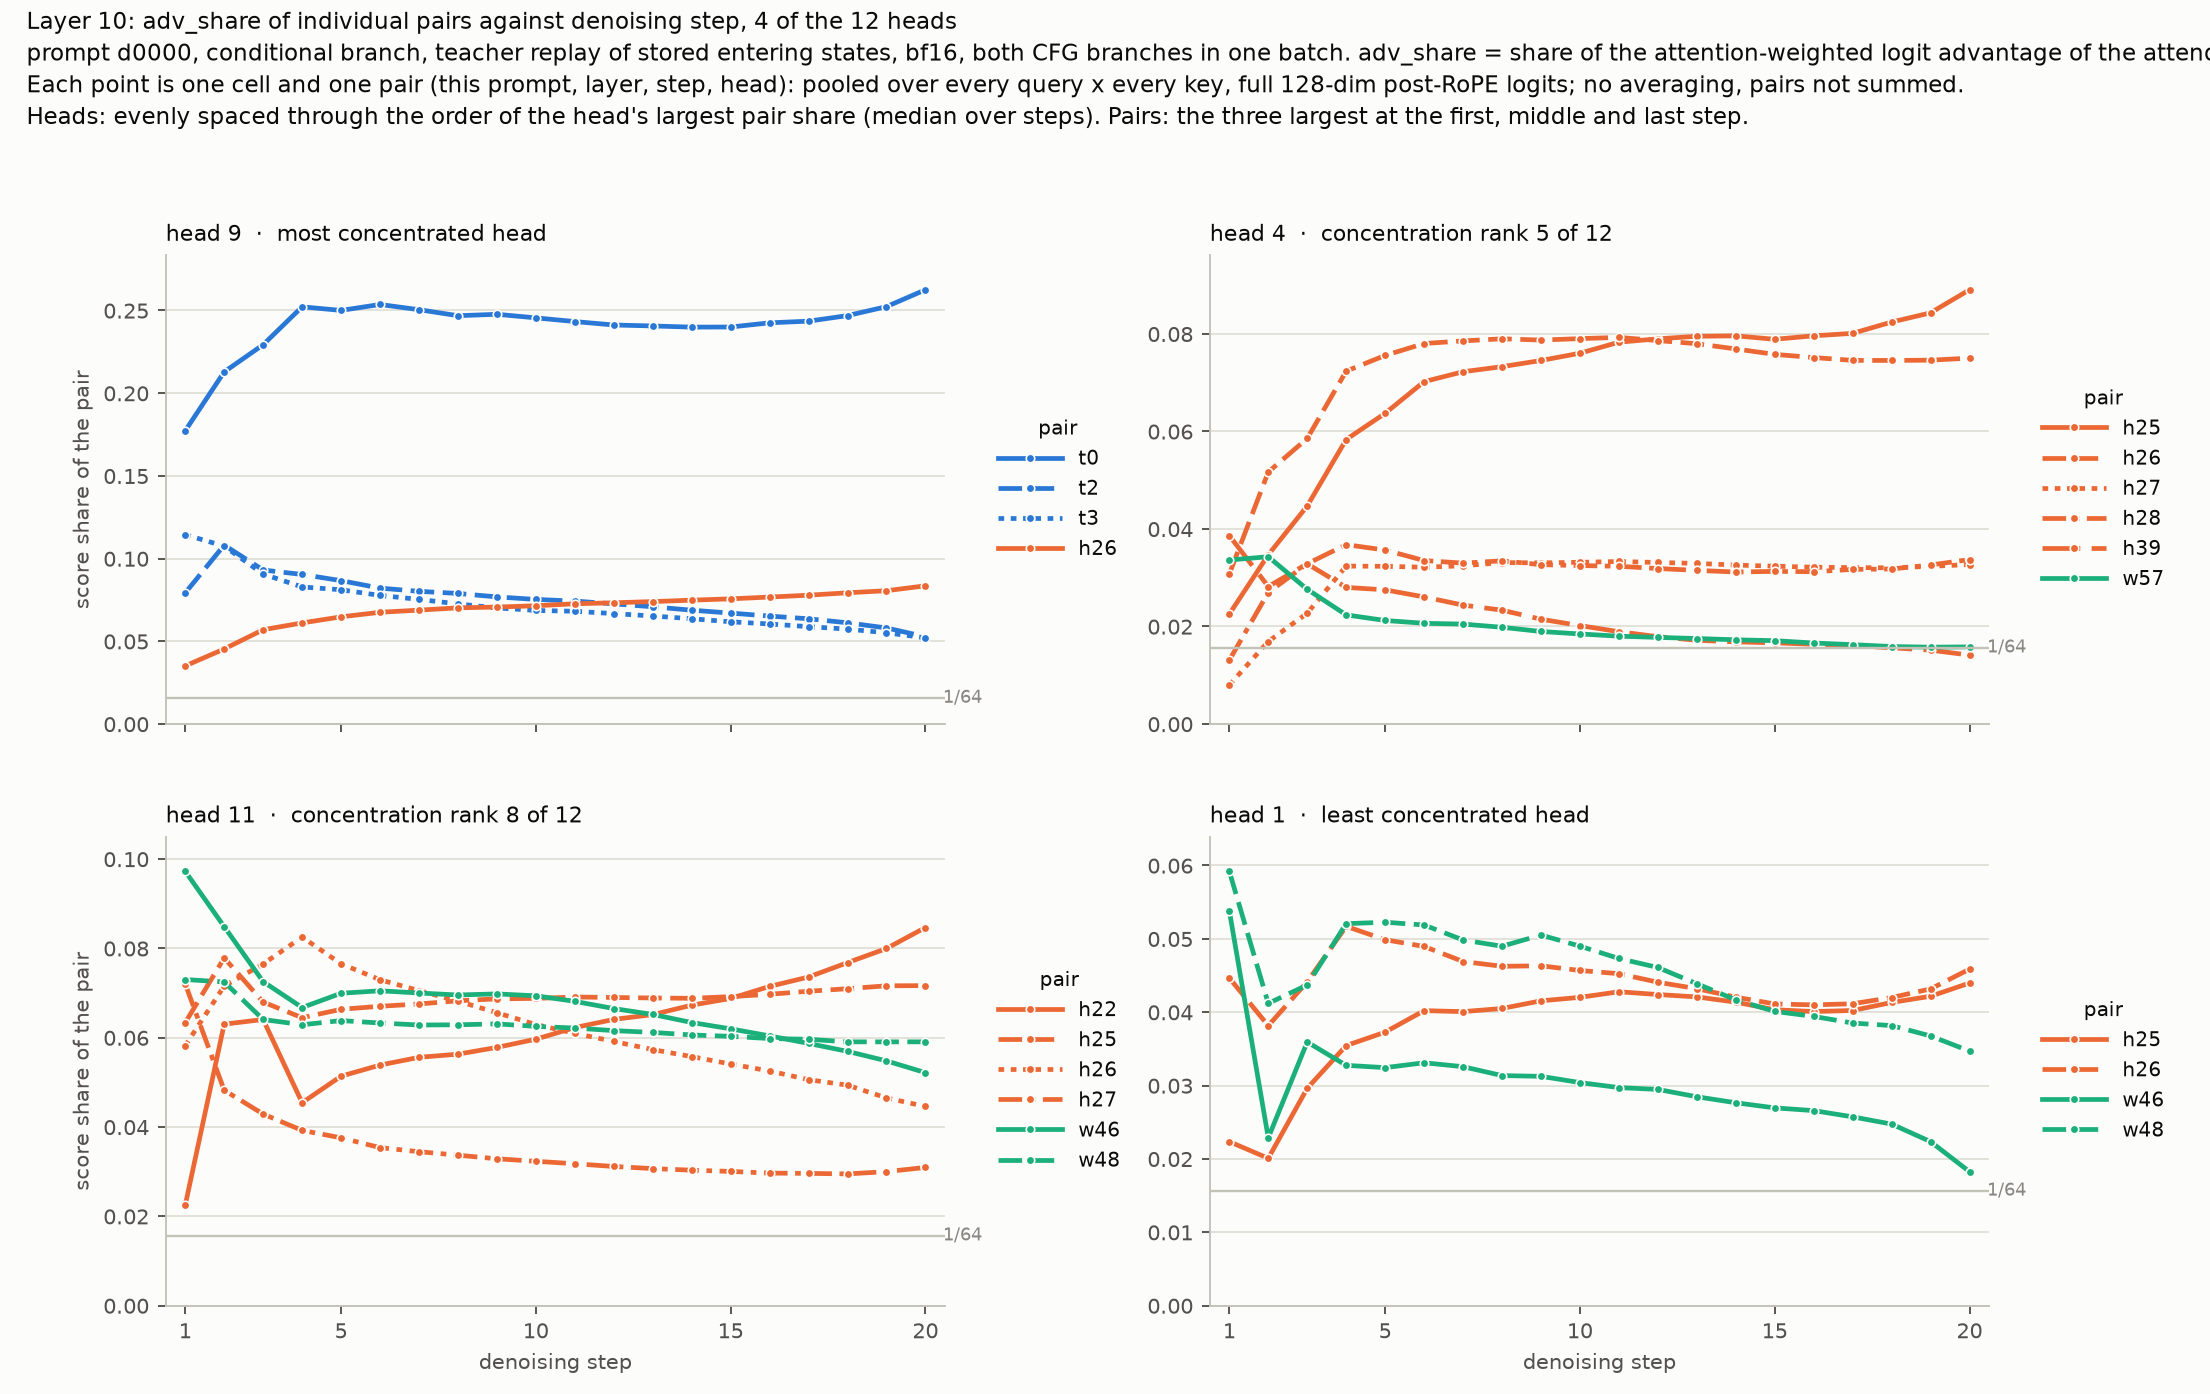 Layer 10: adv_share of individual pairs against denoising step, 4 of the 12 heads
prompt d0000, conditional branch, teacher replay of stored entering states, bf16, both CFG branches in one batch. adv_share = share of the attention-weighted logit advantage of the
Each point is one cell and one pair (this prompt, layer, step, head): pooled over every query x every key, full 128-dim post-RoPE logits; no averaging, pairs not summed.
Heads: evenly spaced through the order of the head's largest pair share (median over steps). Pairs: the three largest at the first, middle and last step.
head 9 · most concentrated head
score share of the pair
0.25
0.20
0.15
0.10
0.05
0.00
1/64
pair
t0
t2
t3
h26
head 4 · concentration rank 5 of 12
0.08
0.06
0.04
0.02
0.00
1/64
pair
h25
h26
h27
h28
h39
w57
head 11 · concentration rank 8 of 12
score share of the pair
0.10
0.08
0.06
0.04
0.02
0.00
1/64
1
5
10
15
20
denoising step
pair
h22
h25
h26
h27
w46
w48
head 1 · least concentrated head
0.06
0.05
0.04
0.03
0.02
0.01
0.00
1/64
1
5
10
15
20
denoising step
pair
h25
h26
w46
w48